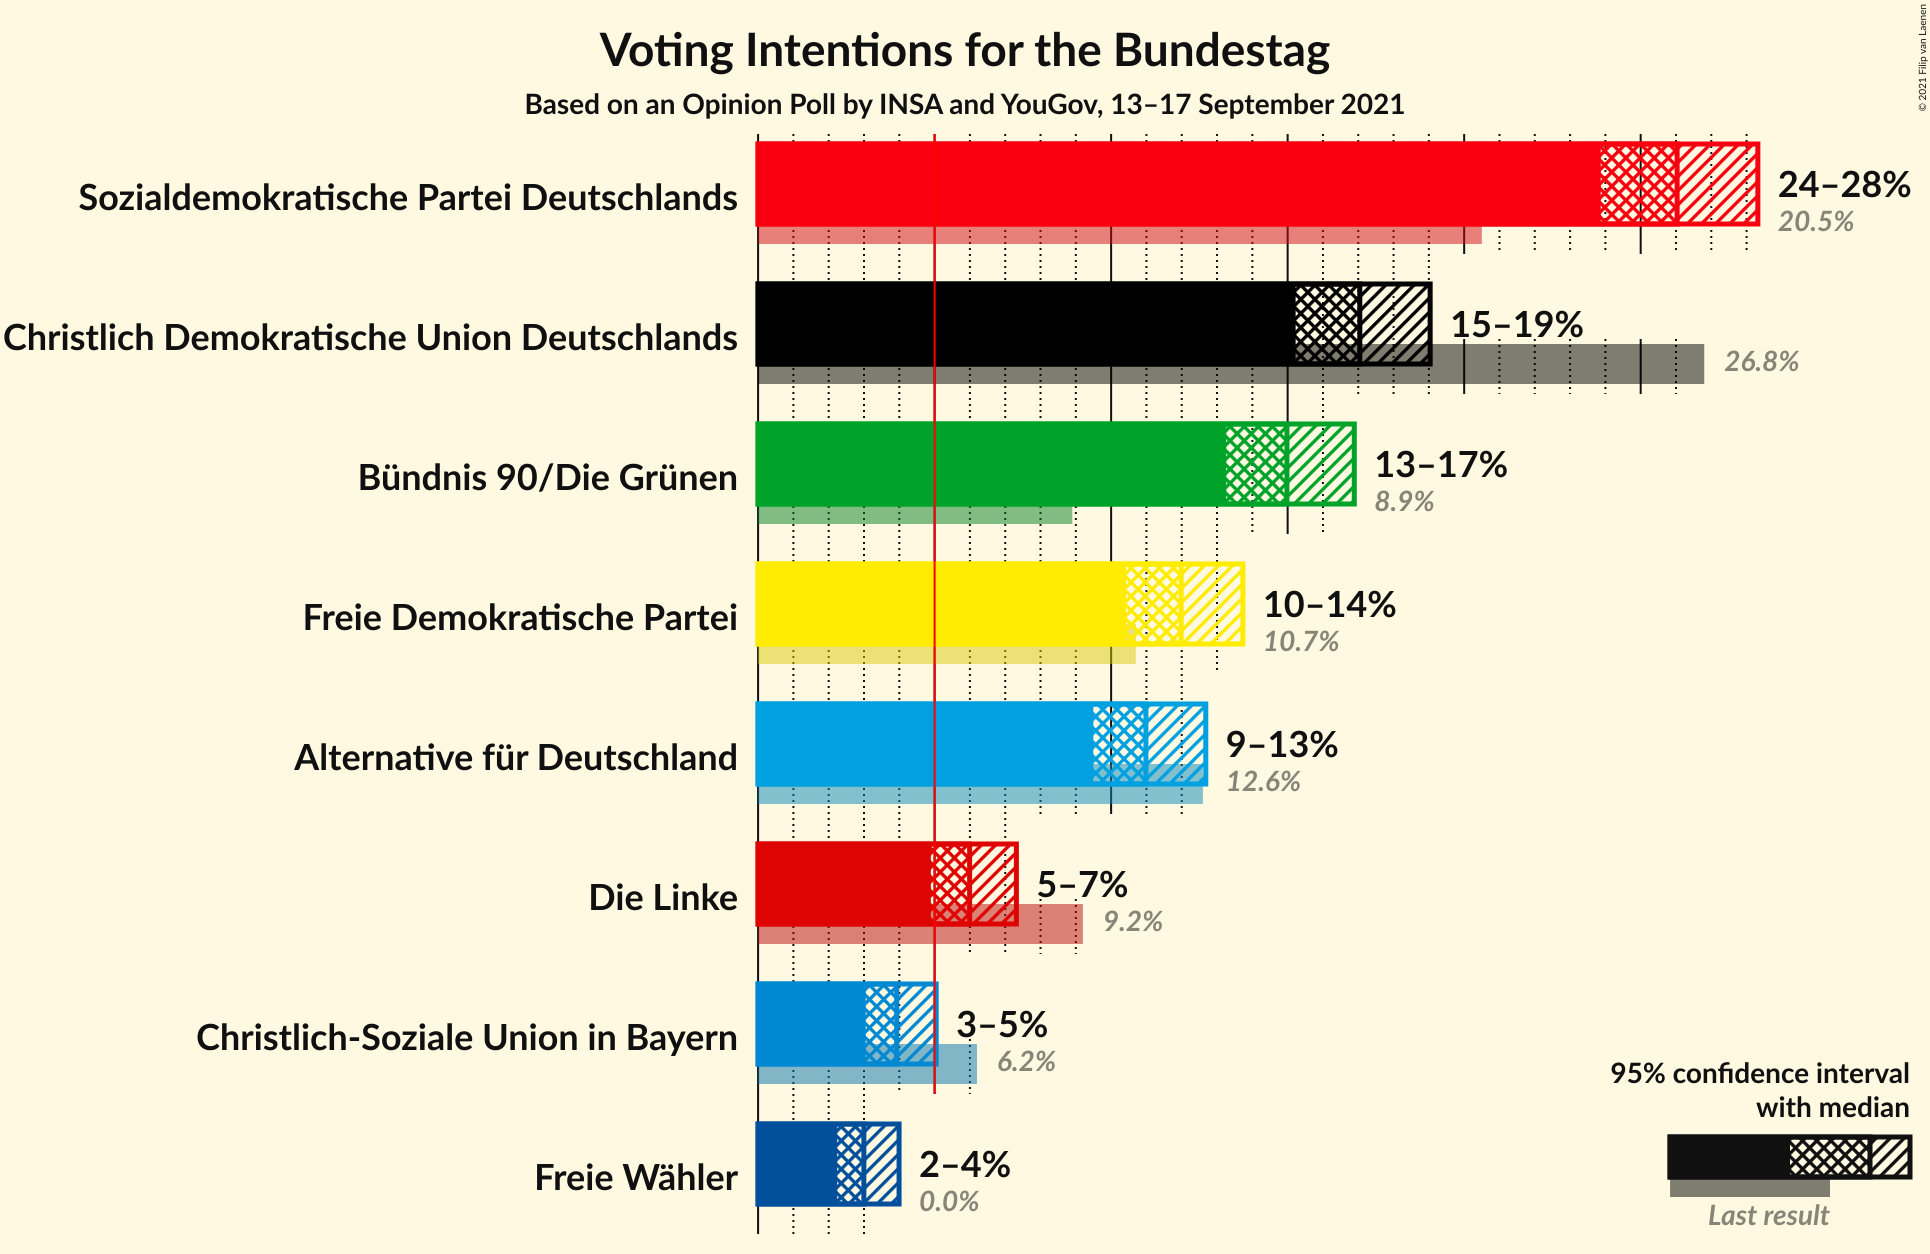 Voting Intentions for the Bundestag
Based on an Opinion Poll by INSA and YouGov, 13–17 September 2021
© 2021 Filip van Laenen
Sozialdemokratische Partei Deutschlands
24–28%
20.5%
Christlich Demokratische Union Deutschlands
15–19%
26.8%
Bündnis 90/Die Grünen
13–17%
8.9%
Freie Demokratische Partei
10–14%
10.7%
Alternative für Deutschland
9–13%
12.6%
Die Linke
5–7%
9.2%
Christlich-Soziale Union in Bayern
3–5%
6.2%
Freie Wähler
2–4%
0.0%
95% confidence interval
with median
Last result